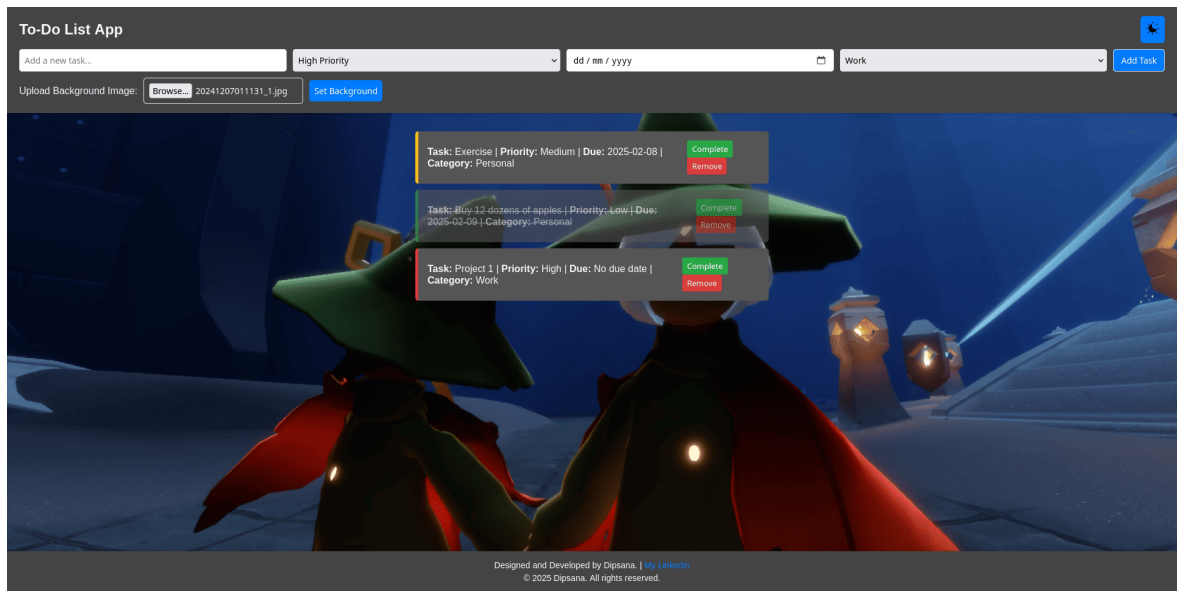 To-Do List App
Add a new task... High Priority dd / mm / yyyy Work Add Task
Upload Background Image: Browse... 20241207011131_1.jpg Set Background
Task: Exercise | Priority: Medium | Due: 2025-02-08 |
Category: Personal
Complete
Remove
Task: Buy 12 dozens of apples | Priority: Low | Due:
2025-02-09 | Category: Personal
Complete
Remove
Task: Project 1 | Priority: High | Due: No due date |
Category: Work
Complete
Remove
Designed and Developed by Dipsana. | My Linkedin
© 2025 Dipsana. All rights reserved.